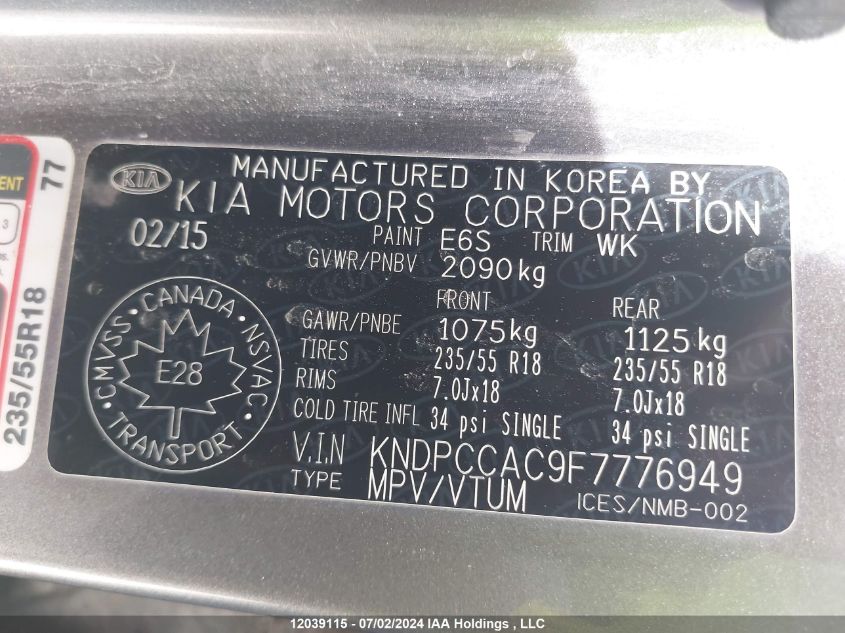 ENT
3
77
235/55R18
KIA
MANUFACTURED IN KOREA BY
KIA MOTORS CORPORATION
02/15
PAINT E6S TRIM WK
GVWR/PNBV 2090kg
FRONT REAR
GAWR/PNBE 1075kg 1125kg
TIRES 235/55 R18 235/55 R18
RIMS 7.0Jx18 7.0Jx18
COLD TIRE INFL 34 psi SINGLE 34 psi SINGLE
CMVSS • CANADA • NSVAC • TRANSPORT •
E28
V.I.N KNDPCCAC9F7776949
TYPE MPV/VTUM
ICES/NMB-002
12039115 - 07/02/2024 IAA Holdings , LLC